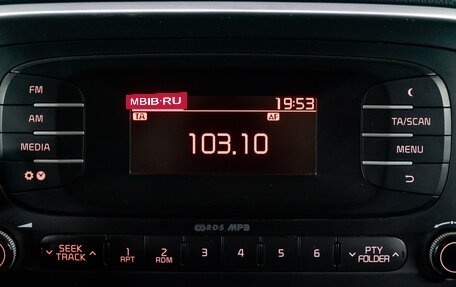 FM
MBIB·RU
19:53
AM
TA
AF
TA/SCAN
MEDIA
103.10
MENU
R·D·S MP3
SEEK
TRACK
1
RPT
2
RDM
3
4
5
6
PTY
FOLDER